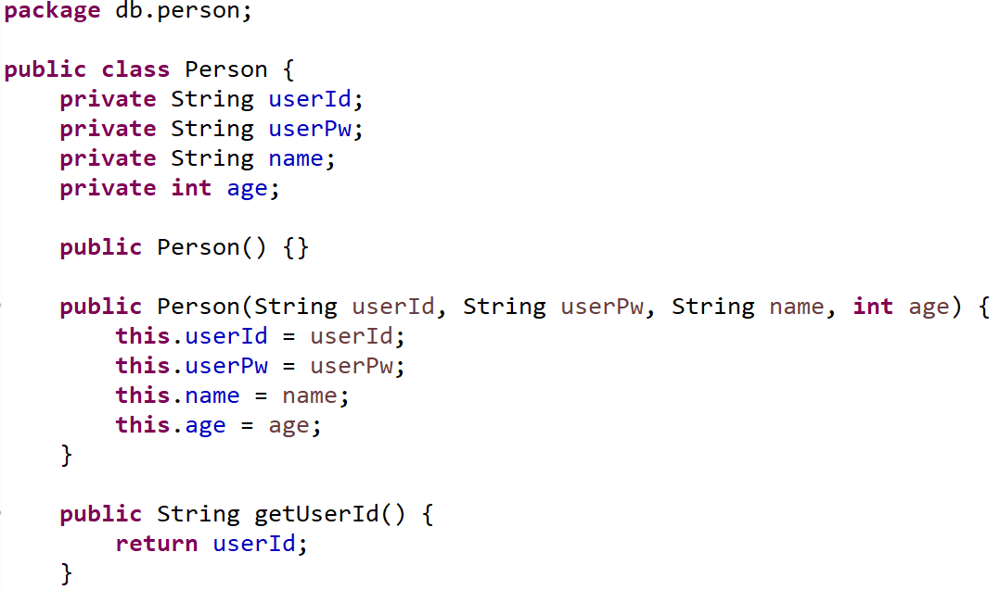 package db.person;

public class Person {
    private String userId;
    private String userPw;
    private String name;
    private int age;

    public Person() {}

    public Person(String userId, String userPw, String name, int age) {
        this.userId = userId;
        this.userPw = userPw;
        this.name = name;
        this.age = age;
    }

    public String getUserId() {
        return userId;
    }